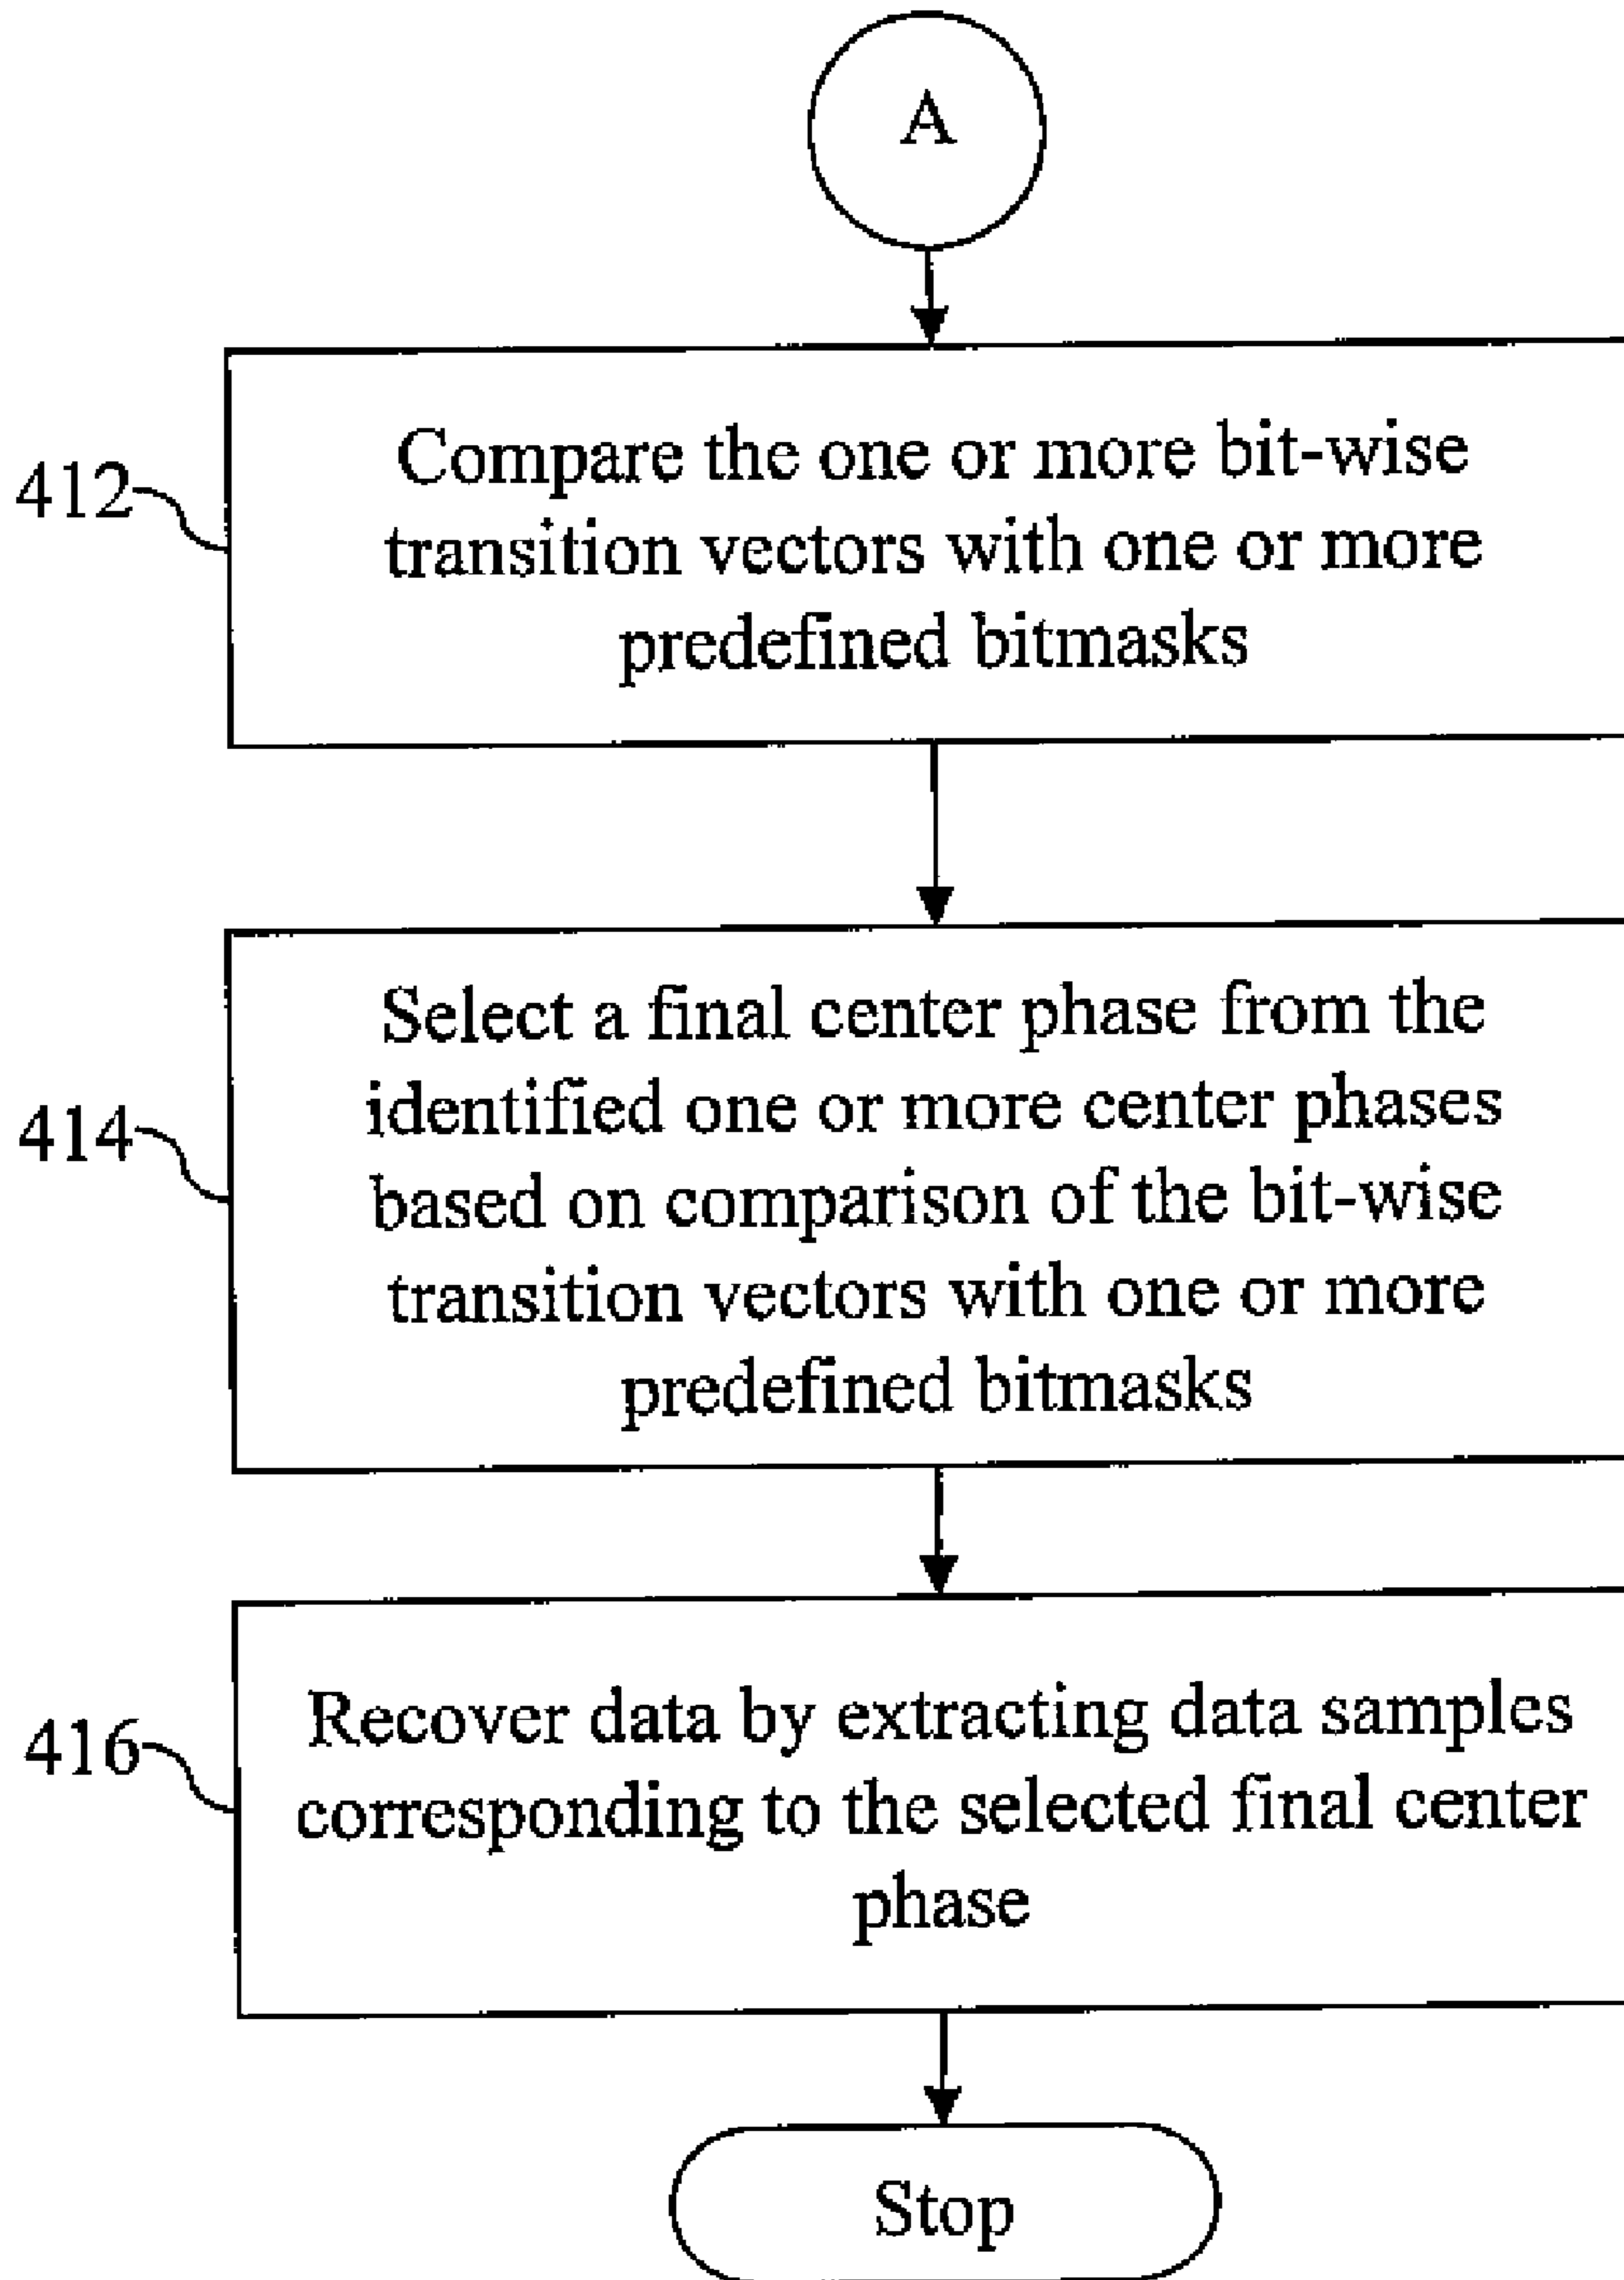 A
412
Compare the one or more bit-wise
transition vectors with one or more
predefined bitmasks
414
Select a final center phase from the
identified one or more center phases
based on comparison of the bit-wise
transition vectors with one or more
predefined bitmasks
416
Recover data by extracting data samples
corresponding to the selected final center
phase
Stop